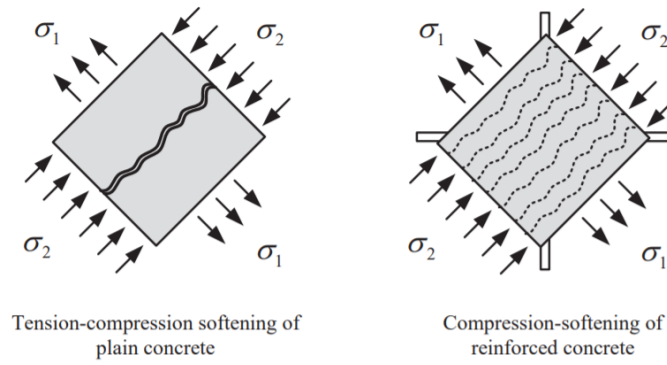 σ1
σ2
σ2
σ1
Tension-compression softening of
plain concrete
σ1
σ2
σ2
σ1
Compression-softening of
reinforced concrete